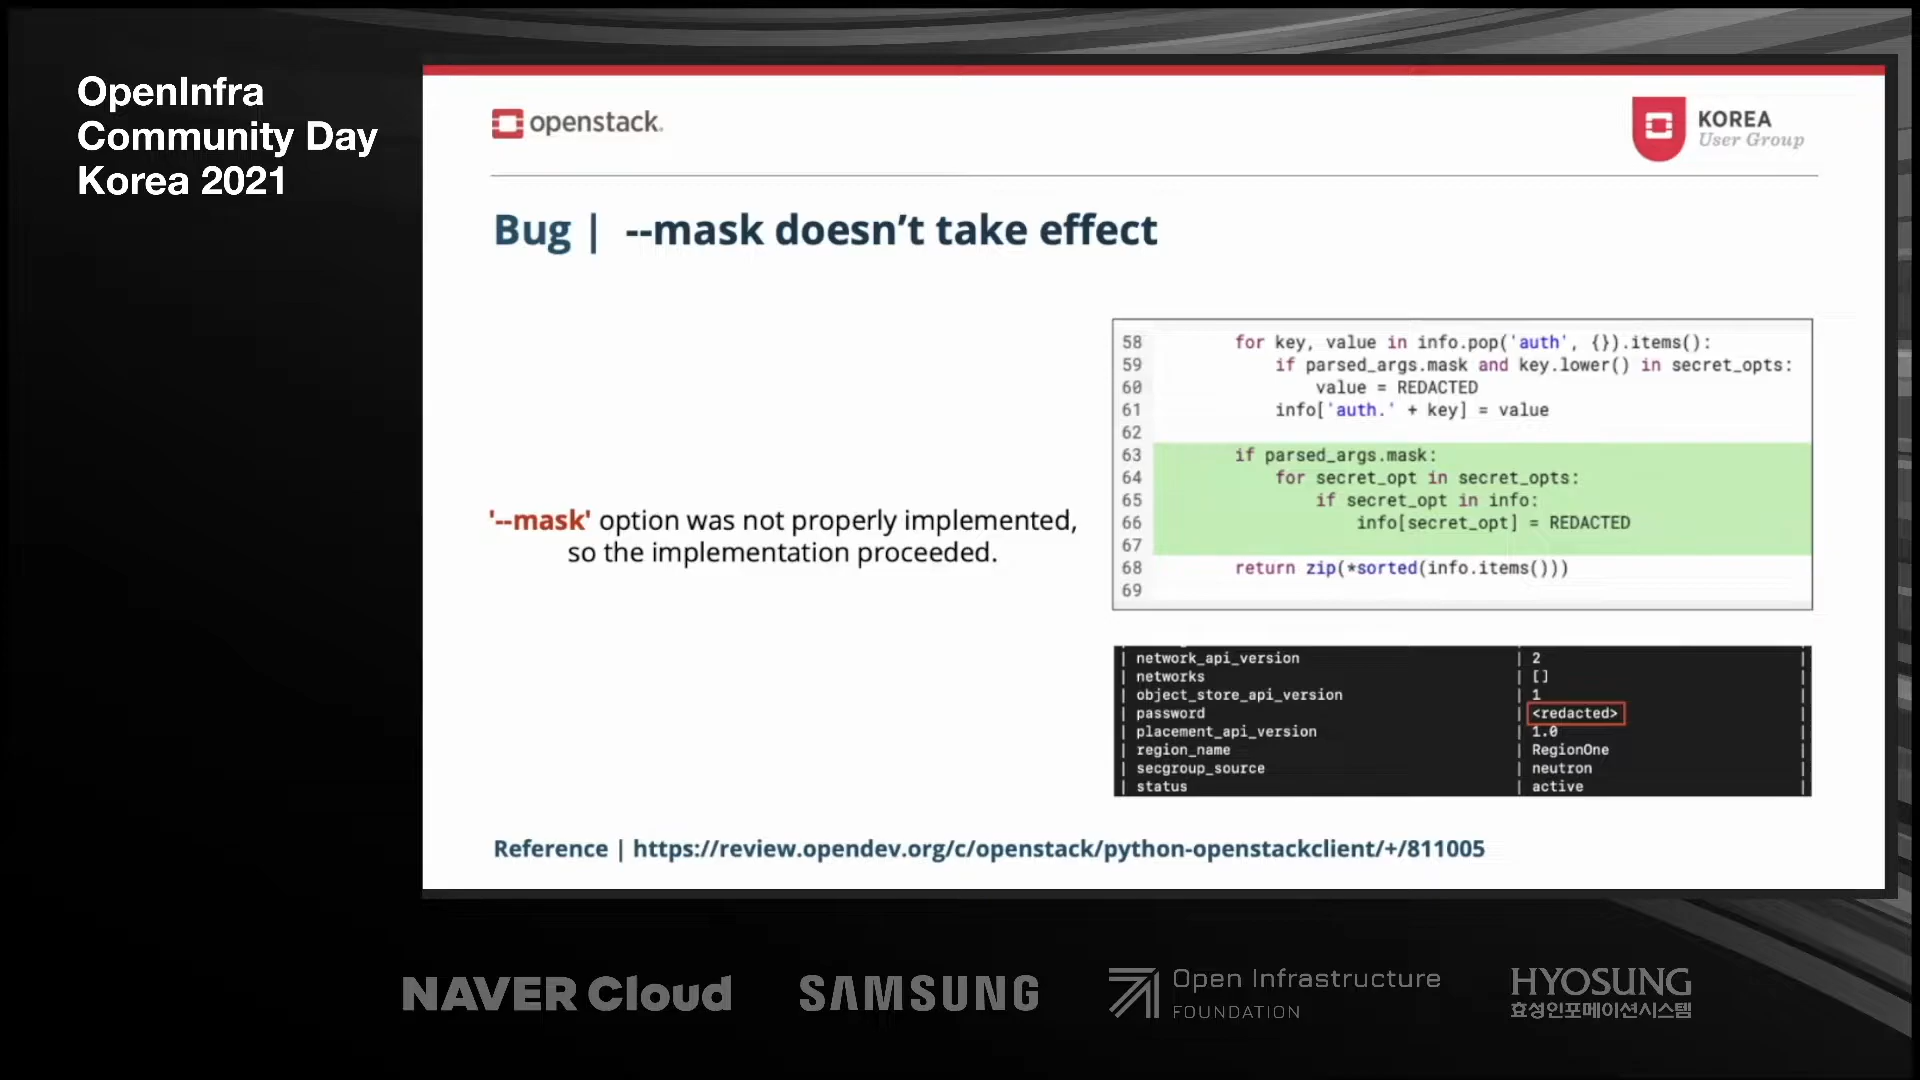 OpenInfra
Community Day
Korea 2021
openstack.
KOREA
User Group
Bug | --mask doesn't take effect
'--mask' option was not properly implemented,
so the implementation proceeded.
58 for key, value in info.pop('auth', {}).items():
59 if parsed_args.mask and key.lower() in secret_opts:
60 value = REDACTED
61 info['auth.' + key] = value
62
63 if parsed_args.mask:
64 for secret_opt in secret_opts:
65 if secret_opt in info:
66 info[secret_opt] = REDACTED
67
68 return zip(*sorted(info.items()))
69
| network_api_version | 2 |
| networks | [] |
| object_store_api_version | 1 |
| password | <redacted> |
| placement_api_version | 1.0 |
| region_name | RegionOne |
| secgroup_source | neutron |
| status | active |
Reference | https://review.opendev.org/c/openstack/python-openstackclient/+/811005
NAVER Cloud
SAMSUNG
Open Infrastructure
FOUNDATION
HYOSUNG
효성인포메이션시스템